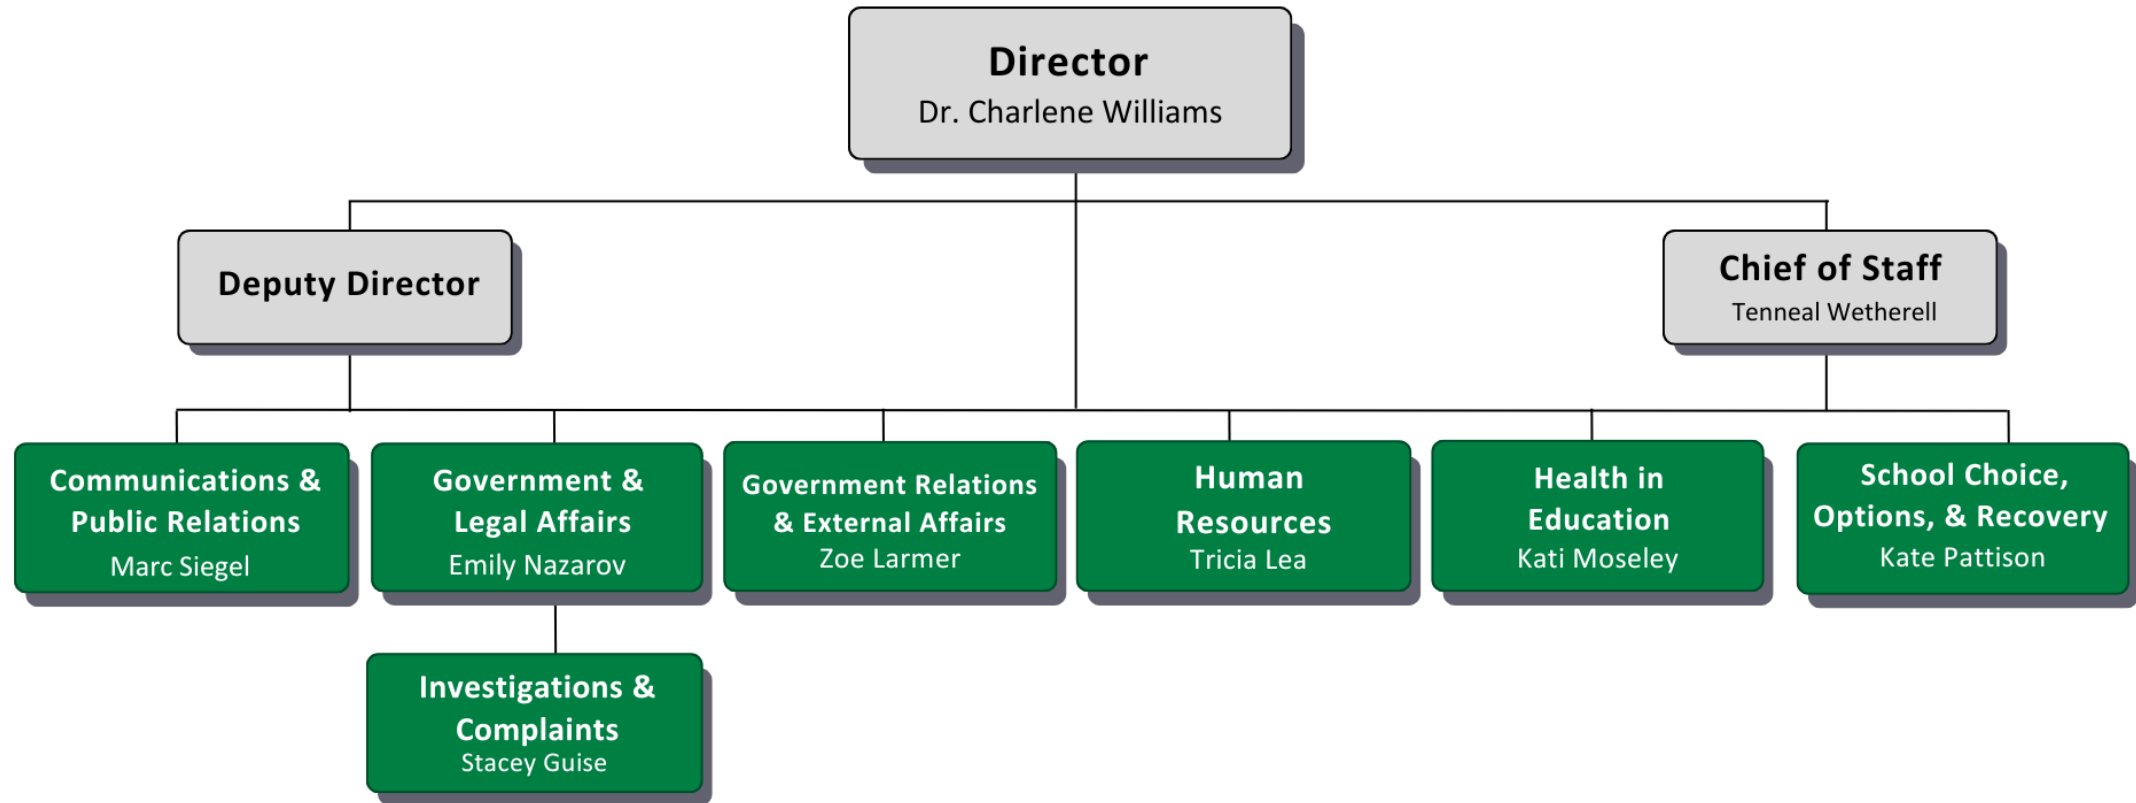 Director
Dr. Charlene Williams
Deputy Director
Chief of Staff
Tenneal Wetherell
Communications &
Public Relations
Marc Siegel
Government &
Legal Affairs
Emily Nazarov
Government Relations
& External Affairs
Zoe Larmer
Human
Resources
Tricia Lea
Health in
Education
Kati Moseley
School Choice,
Options, & Recovery
Kate Pattison
Investigations &
Complaints
Stacey Guise